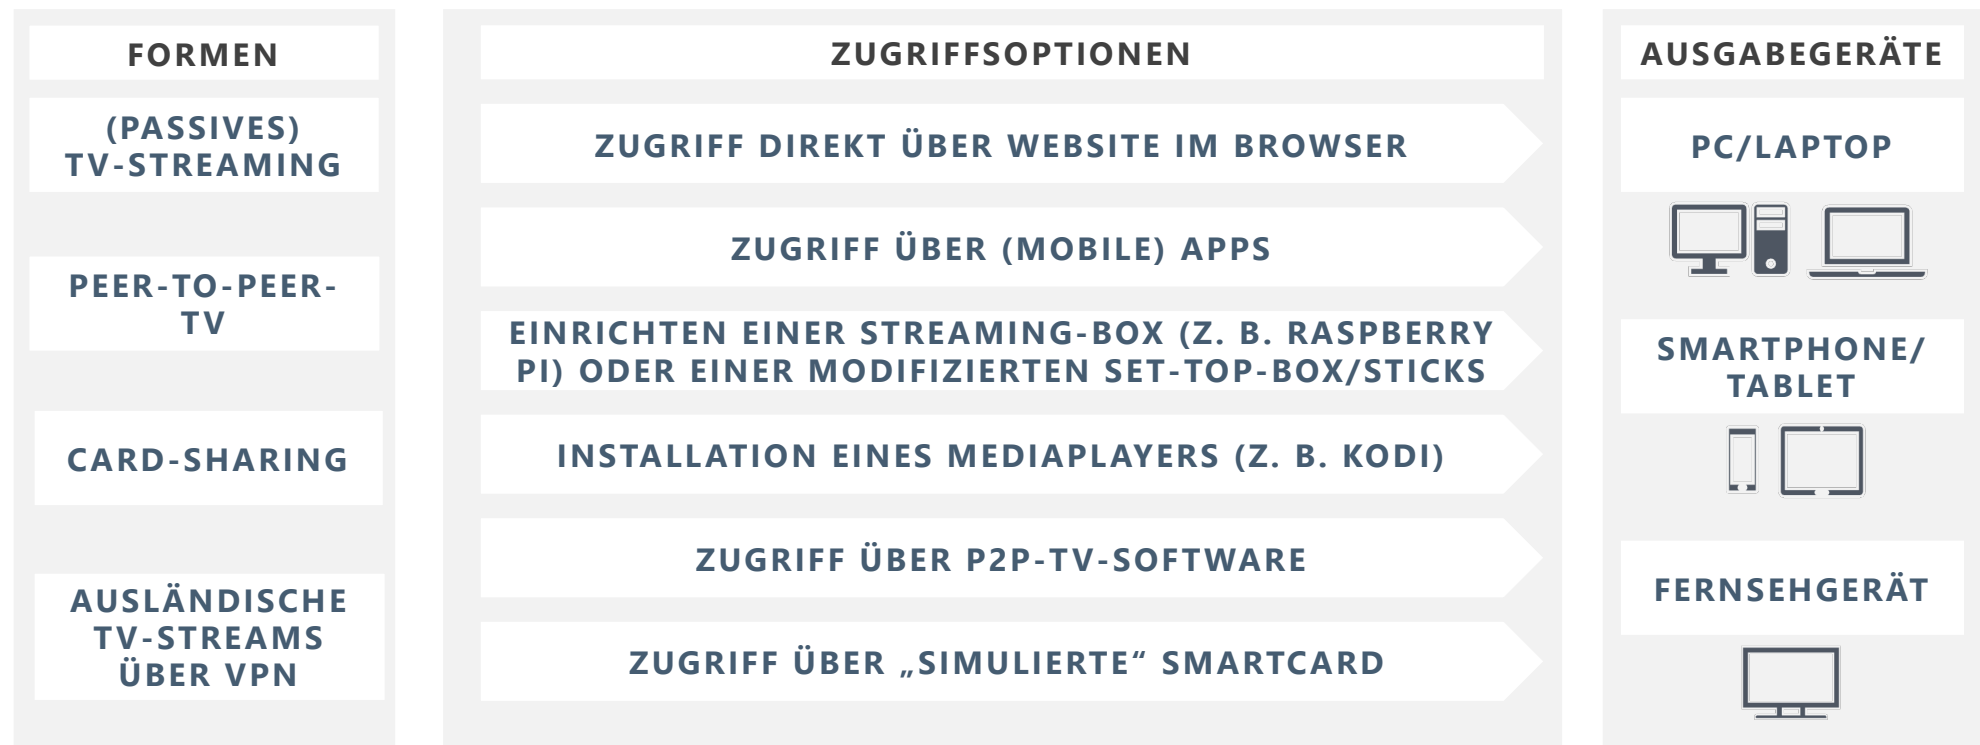 FORMEN
(PASSIVES)
TV-STREAMING
PEER-TO-PEER-
TV
CARD-SHARING
AUSLÄNDISCHE
TV-STREAMS
ÜBER VPN
ZUGRIFFSOPTIONEN
ZUGRIFF DIREKT ÜBER WEBSITE IM BROWSER
ZUGRIFF ÜBER (MOBILE) APPS
EINRICHTEN EINER STREAMING-BOX (Z. B. RASPBERRY
PI) ODER EINER MODIFIZIERTEN SET-TOP-BOX/STICKS
INSTALLATION EINES MEDIAPLAYERS (Z. B. KODI)
ZUGRIFF ÜBER P2P-TV-SOFTWARE
ZUGRIFF ÜBER „SIMULIERTE“ SMARTCARD
AUSGABEGERÄTE
PC/LAPTOP
SMARTPHONE/
TABLET
FERNSEHGERÄT